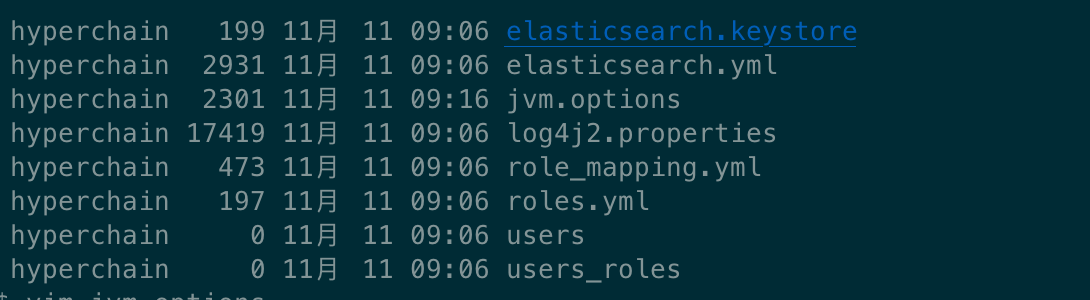 hyperchain 199 11月 11 09:06 elasticsearch.keystore
hyperchain 2931 11月 11 09:06 elasticsearch.yml
hyperchain 2301 11月 11 09:16 jvm.options
hyperchain 17419 11月 11 09:06 log4j2.properties
hyperchain 473 11月 11 09:06 role_mapping.yml
hyperchain 197 11月 11 09:06 roles.yml
hyperchain 0 11月 11 09:06 users
hyperchain 0 11月 11 09:06 users_roles
vim jvm.options